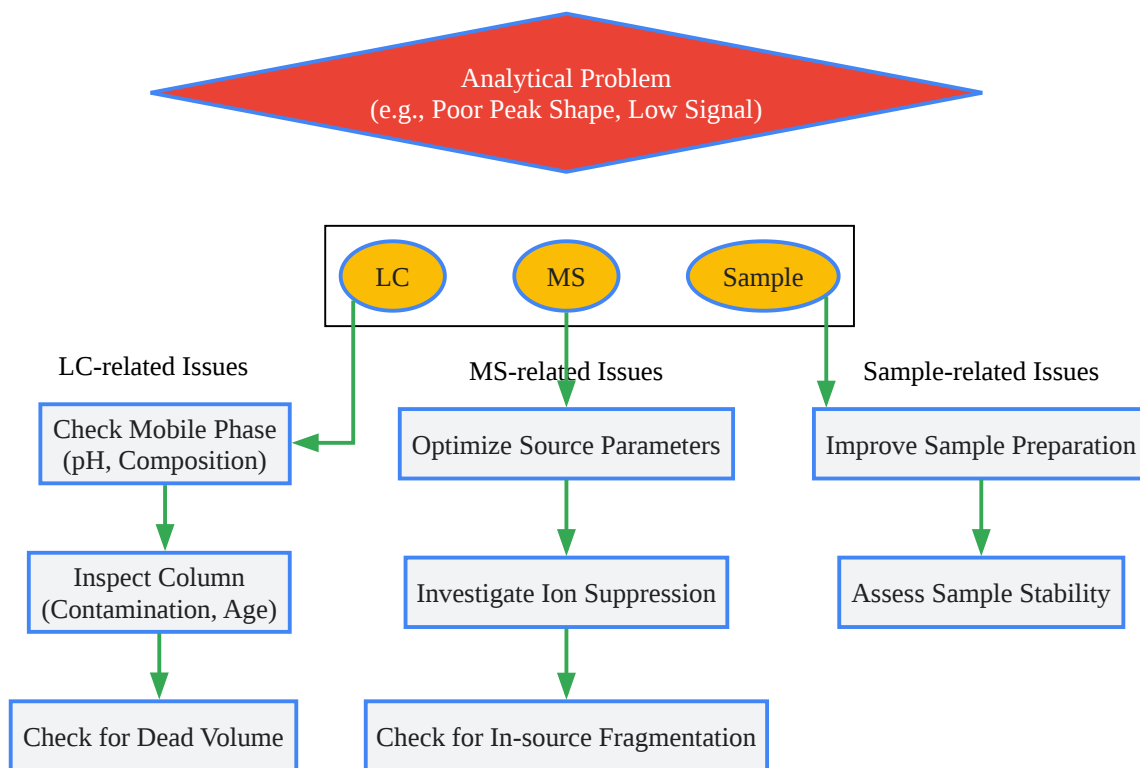 Analytical Problem
(e.g., Poor Peak Shape, Low Signal)
LC
MS
Sample
LC-related Issues
MS-related Issues
Sample-related Issues
Check Mobile Phase
(pH, Composition)
Optimize Source Parameters
Improve Sample Preparation
Inspect Column
(Contamination, Age)
Investigate Ion Suppression
Assess Sample Stability
Check for Dead Volume
Check for In-source Fragmentation